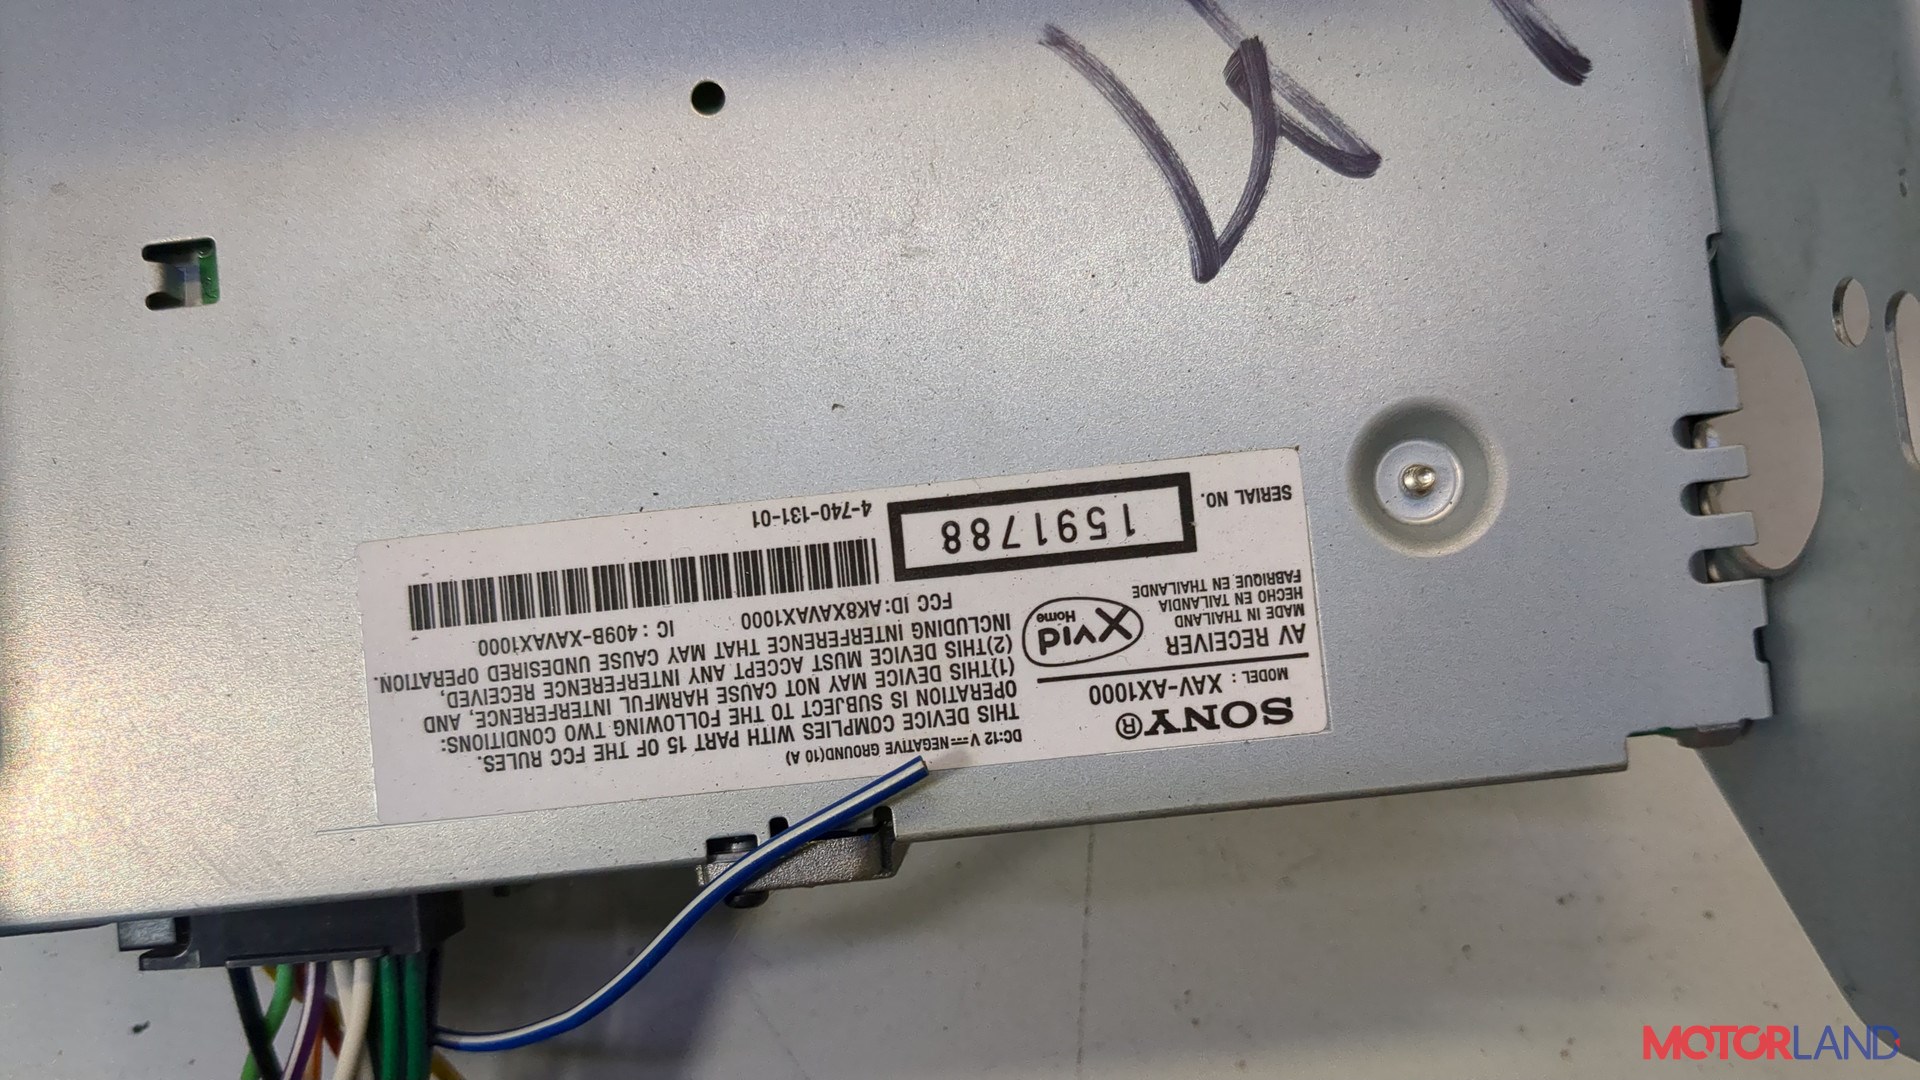 SONY®
MODEL : XAV-AX1000
AV RECEIVER
MADE IN THAILAND
HECHO EN TAILANDIA
FABRIQUE EN THAILANDE
Xvid
Home
SERIAL NO.
1591788
DC:12 V ⎓ NEGATIVE GROUND(10 A)
THIS DEVICE COMPLIES WITH PART 15 OF THE FCC RULES.
OPERATION IS SUBJECT TO THE FOLLOWING TWO CONDITIONS:
(1)THIS DEVICE MAY NOT CAUSE HARMFUL INTERFERENCE, AND
(2)THIS DEVICE MUST ACCEPT ANY INTERFERENCE RECEIVED,
INCLUDING INTERFERENCE THAT MAY CAUSE UNDESIRED OPERATION.
FCC ID:AK8XAVAX1000 IC : 409B-XAVAX1000
4-740-131-01
MOTORLAND